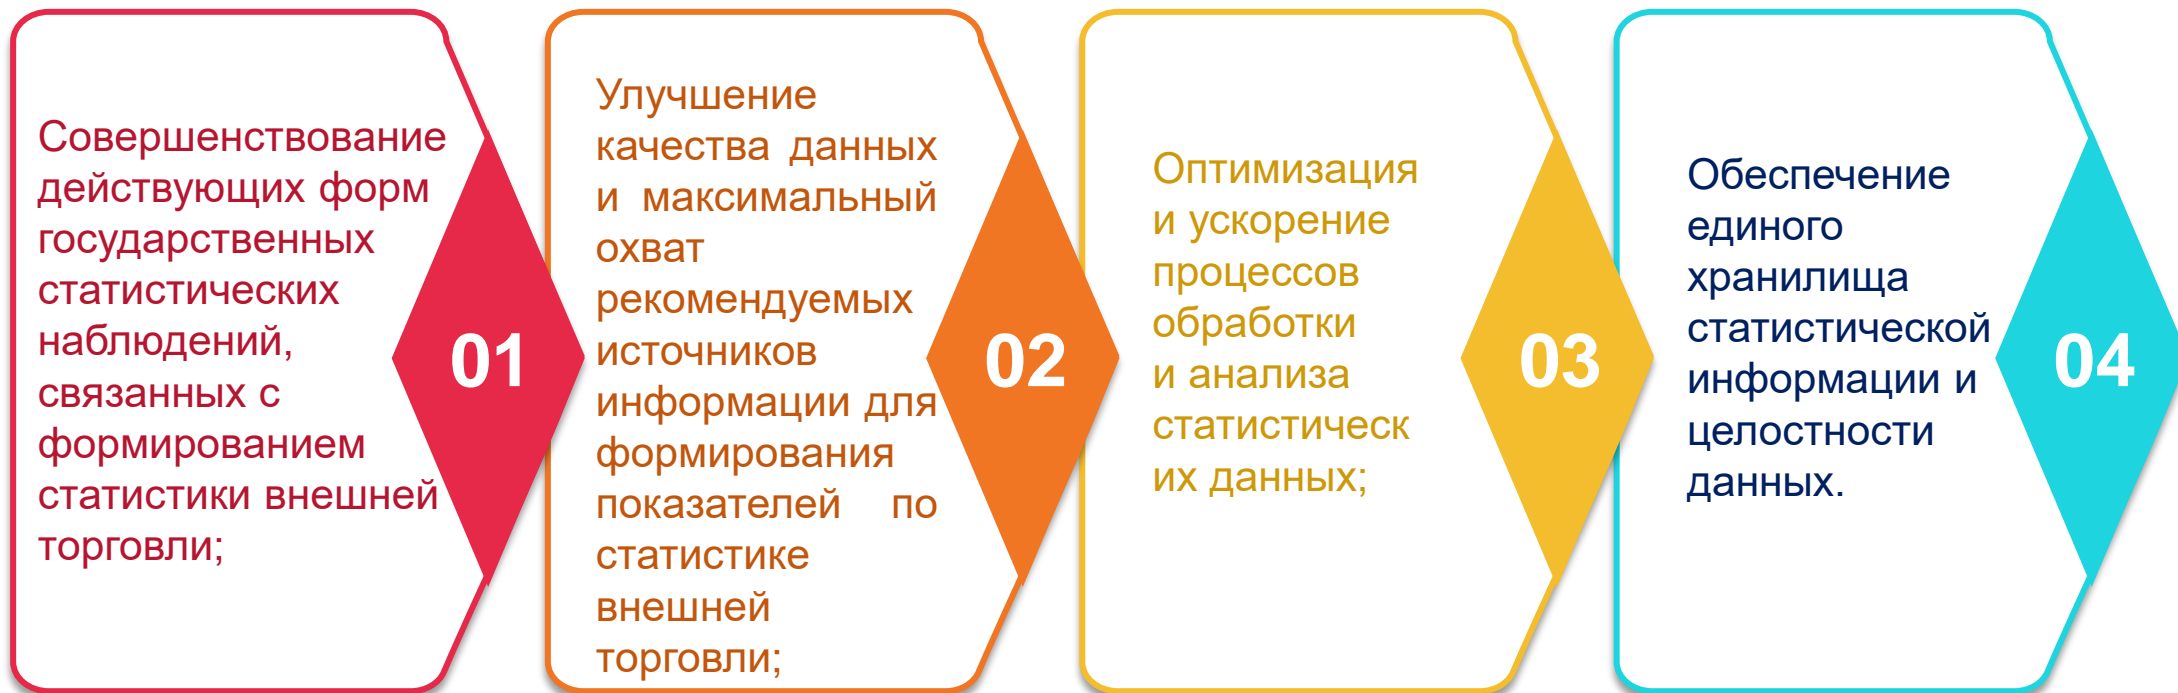 Совершенствование
действующих форм
государственных
статистических
наблюдений,
связанных с
формированием
статистики внешней
торговли;
01
Улучшение
качества данных
и максимальный
охват
рекомендуемых
источников
информации для
формирования
показателей по
статистике
внешней
торговли;
02
Оптимизация
и ускорение
процессов
обработки
и анализа
статистическ
их данных;
03
Обеспечение
единого
хранилища
статистической
информации и
целостности
данных.
04